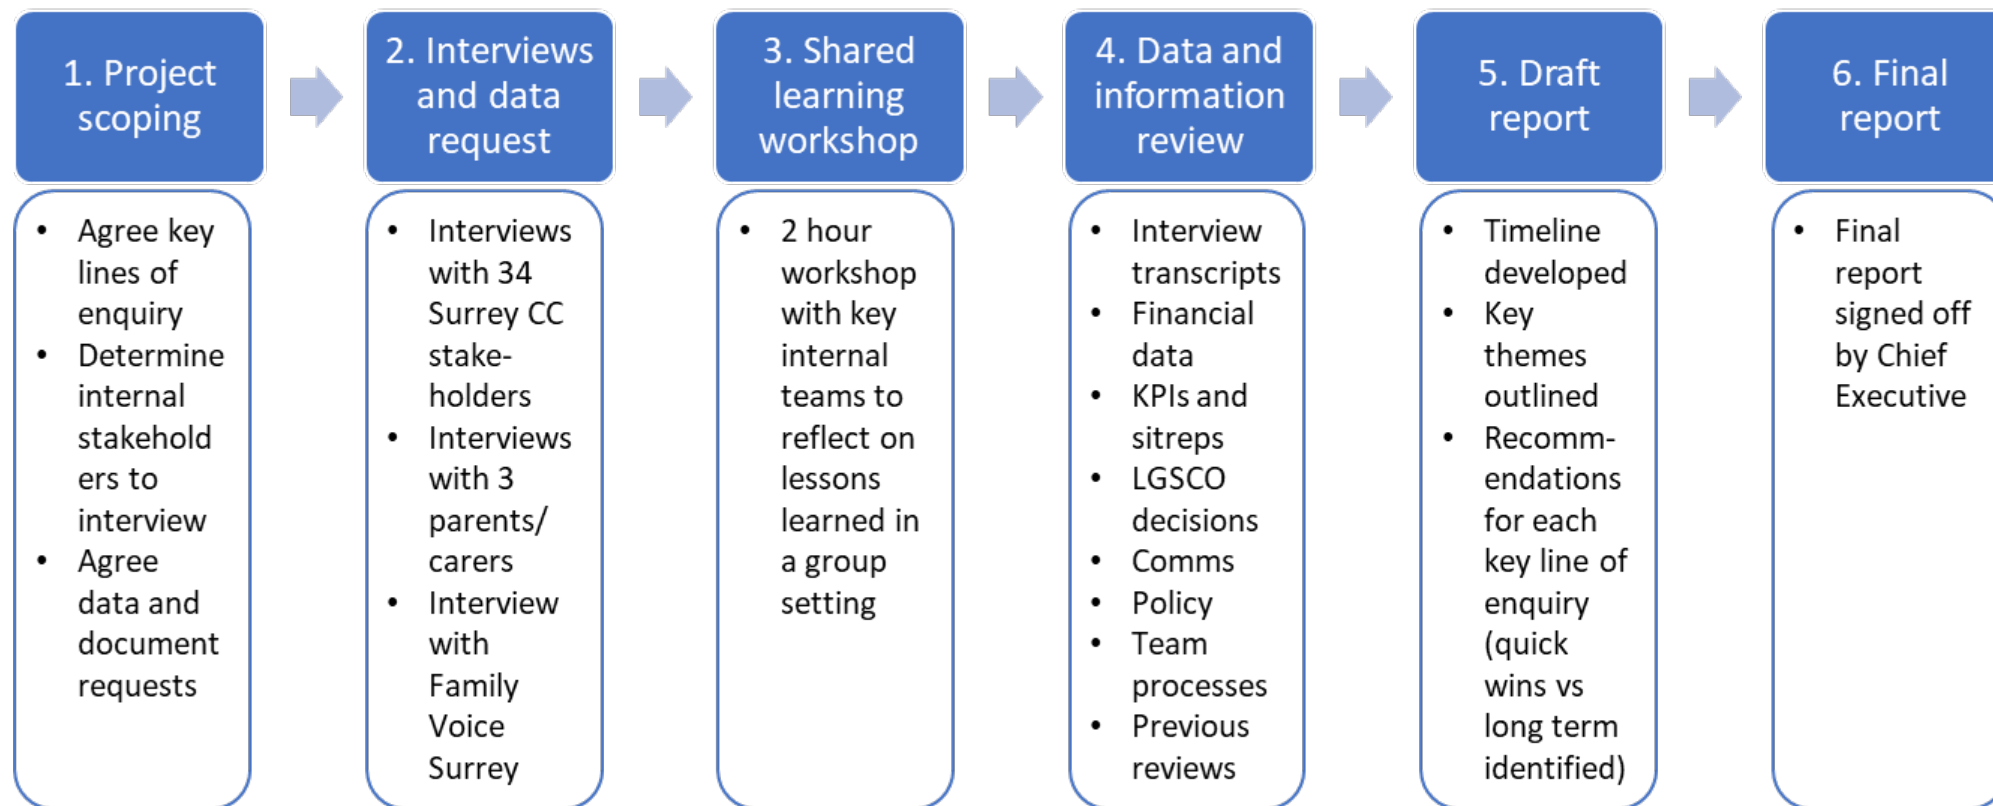 1. Project
scoping
2. Interviews
and data
request
3. Shared
learning
workshop
4. Data and
information
review
5. Draft
report
6. Final
report
• Agree key
lines of
enquiry
• Determine
internal
stakehold
ers to
interview
• Agree
data and
document
requests
• Interviews
with 34
Surrey CC
stake-
holders
• Interviews
with 3
parents/
carers
• Interview
with
Family
Voice
Surrey
• 2 hour
workshop
with key
internal
teams to
reflect on
lessons
learned in
a group
setting
• Interview
transcripts
• Financial
data
• KPIs and
sitreps
• LGSCO
decisions
• Comms
• Policy
• Team
processes
• Previous
reviews
• Timeline
developed
• Key
themes
outlined
• Recomm-
endations
for each
key line of
enquiry
(quick
wins vs
long term
identified)
• Final
report
signed off
by Chief
Executive